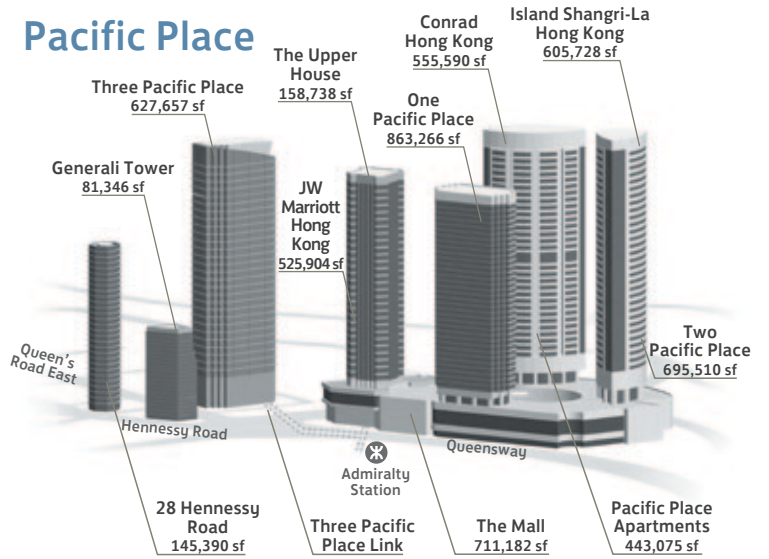 Pacific Place
Three Pacific Place
627,657 sf
Generali Tower
81,346 sf
The Upper
House
158,738 sf
Conrad
Hong Kong
555,590 sf
Island Shangri-La
Hong Kong
605,728 sf
One
Pacific Place
863,266 sf
JW
Marriott
Hong
Kong
525,904 sf
Two
Pacific Place
695,510 sf
Queen's
Road East
Hennessy Road
Queensway
Admiralty
Station
28 Hennessy
Road
145,390 sf
Three Pacific
Place Link
The Mall
711,182 sf
Pacific Place
Apartments
443,075 sf